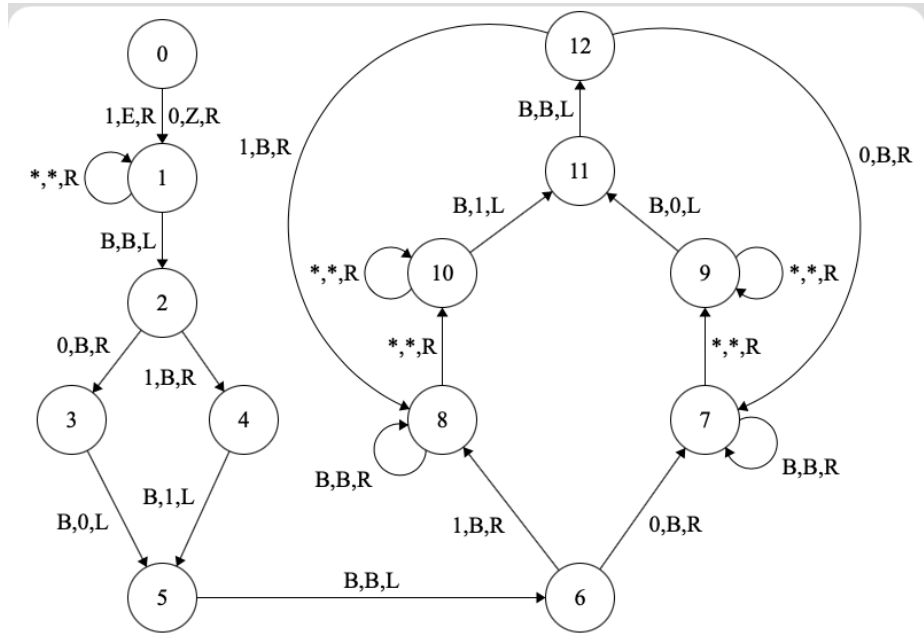 0
12
1,E,R 0,Z,R
B,B,L
1,B,R
0,B,R
*,*,R
1
11
B,1,L
B,0,L
B,B,L
*,*,R
10
9
*,*,R
2
0,B,R
1,B,R
*,*,R
*,*,R
3
4
8
7
B,B,R
B,B,R
B,0,L
B,1,L
1,B,R
0,B,R
B,B,L
5
6